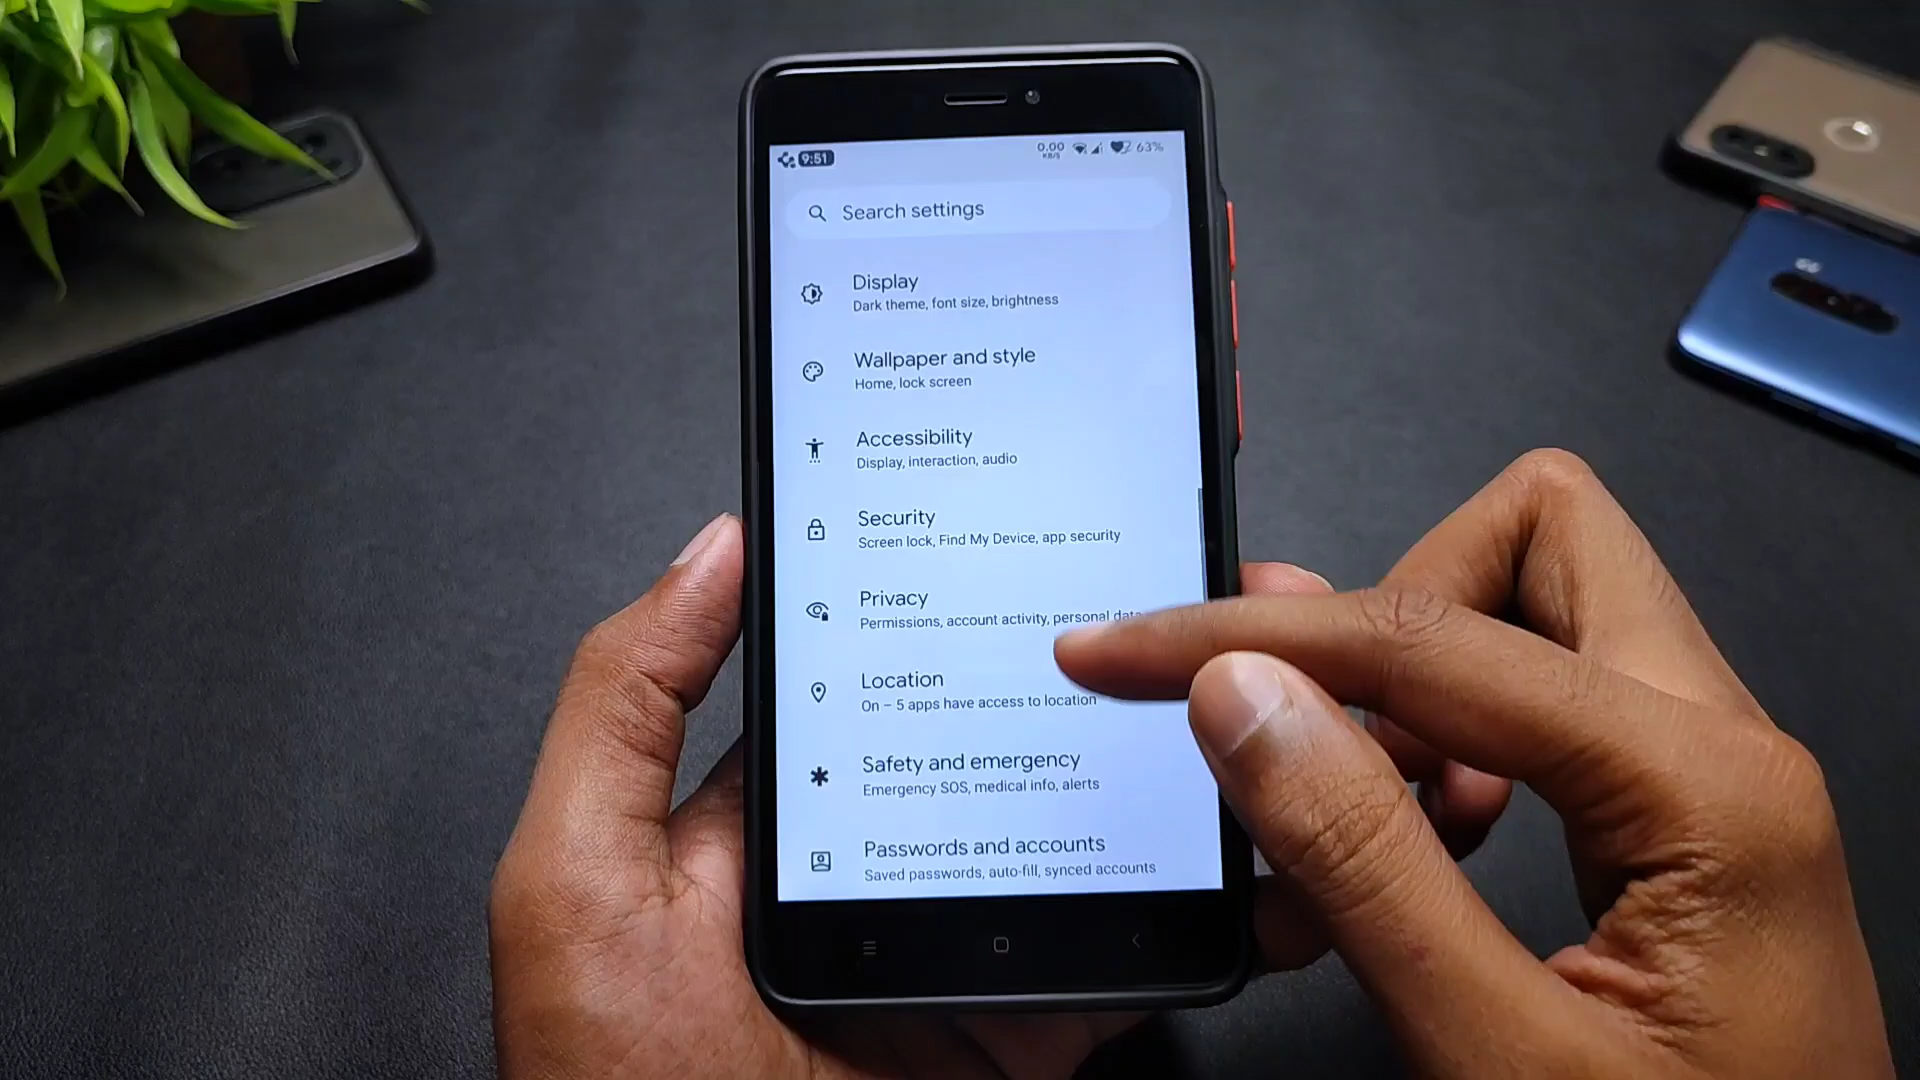 9:51
0.00
KB/S
63%
Search settings
Display
Dark theme, font size, brightness
Wallpaper and style
Home, lock screen
Accessibility
Display, interaction, audio
Security
Screen lock, Find My Device, app security
Privacy
Permissions, account activity, personal data
Location
On – 5 apps have access to location
Safety and emergency
Emergency SOS, medical info, alerts
Passwords and accounts
Saved passwords, auto-fill, synced accounts